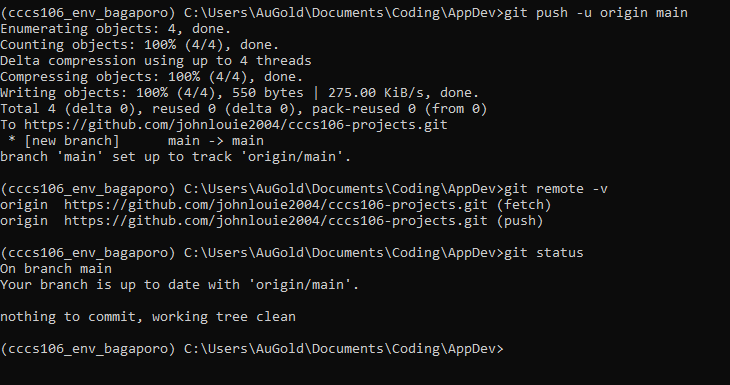 (cccs106_env_bagaporo) C:\Users\AuGold\Documents\Coding\AppDev>git push -u origin main
Enumerating objects: 4, done.
Counting objects: 100% (4/4), done.
Delta compression using up to 4 threads
Compressing objects: 100% (4/4), done.
Writing objects: 100% (4/4), 550 bytes | 275.00 KiB/s, done.
Total 4 (delta 0), reused 0 (delta 0), pack-reused 0 (from 0)
To https://github.com/johnlouie2004/cccs106-projects.git
 * [new branch]      main -> main
branch 'main' set up to track 'origin/main'.
(cccs106_env_bagaporo) C:\Users\AuGold\Documents\Coding\AppDev>git remote -v
origin  https://github.com/johnlouie2004/cccs106-projects.git (fetch)
origin  https://github.com/johnlouie2004/cccs106-projects.git (push)
(cccs106_env_bagaporo) C:\Users\AuGold\Documents\Coding\AppDev>git status
On branch main
Your branch is up to date with 'origin/main'.
nothing to commit, working tree clean
(cccs106_env_bagaporo) C:\Users\AuGold\Documents\Coding\AppDev>